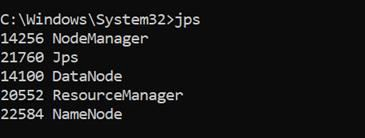 C:\Windows\System32>jps
14256 NodeManager
21760 Jps
14100 DataNode
20552 ResourceManager
22584 NameNode